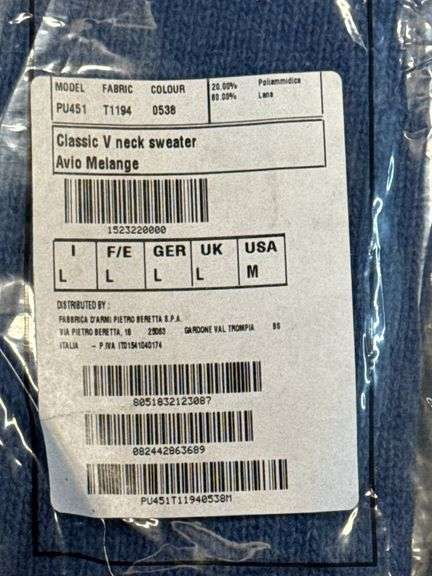 MODEL FABRIC COLOUR
PU451 T1194 0538
20.00% Poliammidica
80.00% Lana
Classic V neck sweater
Avio Melange
1523220000
I F/E GER UK USA
L L L L M
DISTRIBUTED BY :
FABBRICA D'ARMI PIETRO BERETTA S.P.A.
VIA PIETRO BERETTA, 18 25063 GARDONE VAL TROMPIA BS
ITALIA - P.IVA IT01541040174
8051832123087
082442863689
PU451T11940538M